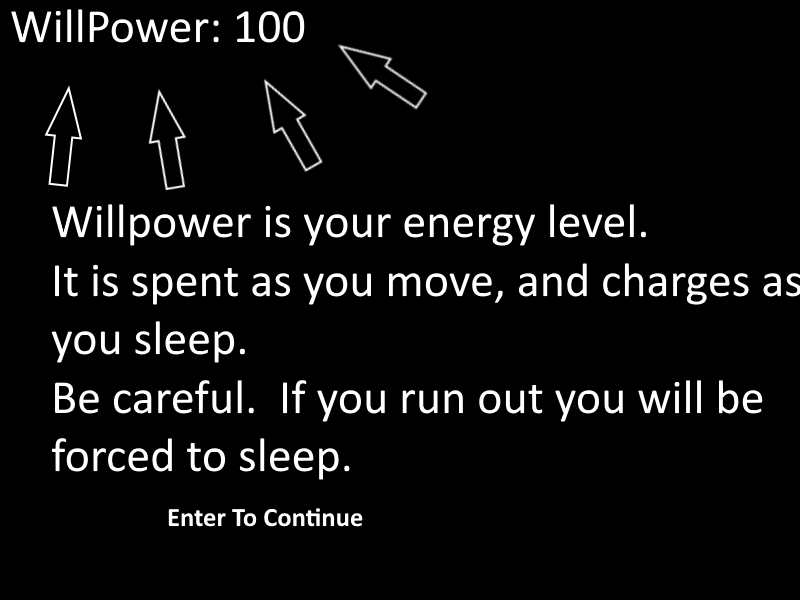 WillPower: 100
Willpower is your energy level.
It is spent as you move, and charges as
you sleep.
Be careful.  If you run out you will be
forced to sleep.
Enter To Continue